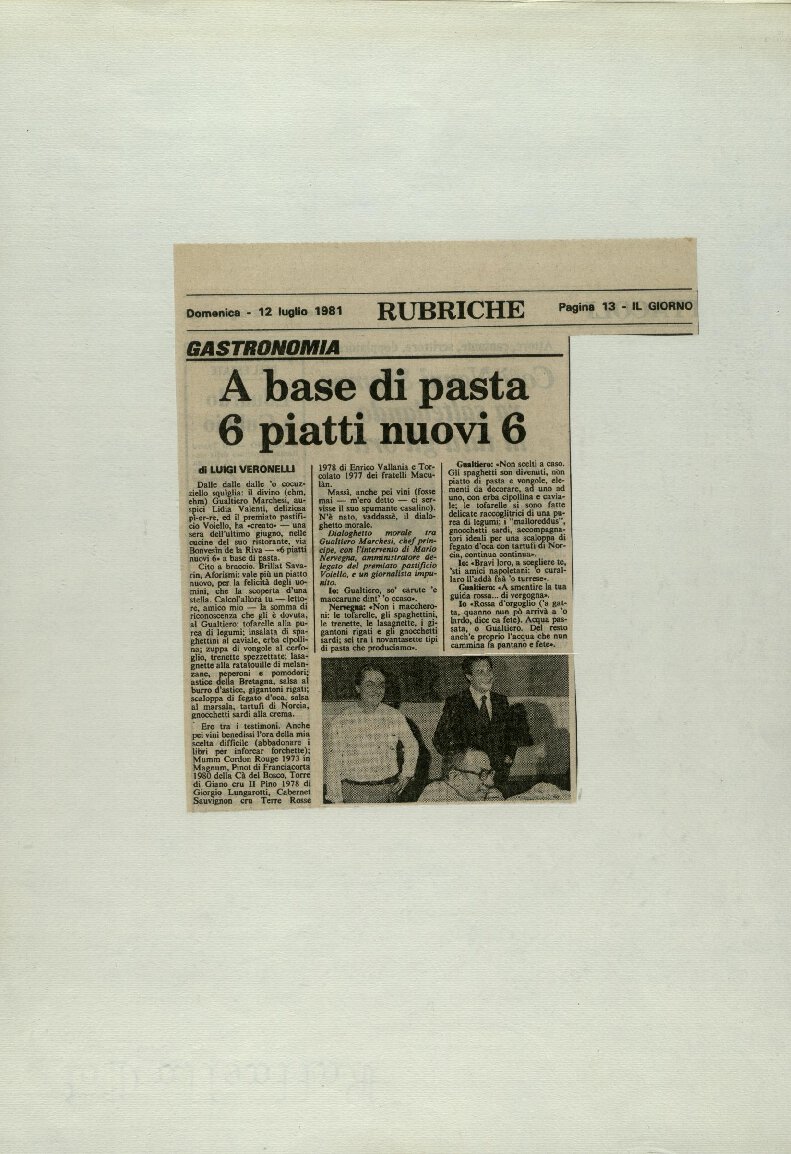 Domenica - 12 luglio 1981
RUBRICHE
Pagina 13 - IL GIORNO
GASTRONOMIA
A base di pasta
6 piatti nuovi 6
di LUIGI VERONELLI
Dalle dalle dalle 'o cocuz-
ziello squiglia: il divino (ehm,
ehm) Gualtiero Marchesi, au-
spici Lidia Valenti, deliziosa
pi-er-re, ed il premiato pastifi-
cio Voiello, ha «creato» — una
sera dell'ultimo giugno, nelle
cucine del suo ristorante, via
Bonvesin de la Riva — «6 piatti
nuovi 6» a base di pasta.
Cito a braccio. Brillat Sava-
rin, Aforismi: vale più un piatto
nuovo, per la felicità degli uo-
mini, che la scoperta d'una
stella. Calcol'allora tu — letto-
re, amico mio — la somma di
riconoscenza che gli è dovuta,
al Gualtiero: tofarelle alla pu-
rea di legumi; insalata di spa-
ghettini al caviale, erba cipolli-
na; zuppa di vongole al cerfo-
glio, trenette spezzettate; lasa-
gnette alla ratatouille di melan-
zane, peperoni e pomodori;
astice della Bretagna, salsa al
burro d'astice, gigantoni rigati;
scaloppa di fegato d'oca, salsa
al marsala, tartufi di Norcia,
gnocchetti sardi alla crema.
Ero tra i testimoni. Anche
pei vini benedissi l'ora della mia
scelta difficile (abbadonare i
libri per inforcar forchette);
Mumm Cordon Rouge 1973 in
Magnum, Pinot di Franciacorta
1980 della Cà del Bosco, Torre
di Giano cru Il Pino 1978 di
Giorgio Lungarotti, Cabernet
Sauvignon cru Terre Rosse
1978 di Enrico Vallania e Tor-
colato 1977 dei fratelli Macu-
làn.
Massì, anche pei vini (fosse
mai — m'ero detto — ci ser-
visse il suo spumante casalino).
N'è nato, vaddassè, il dialo-
ghetto morale.
Dialoghetto morale tra
Gualtiero Marchesi, chef prin-
cipe, con l'intervento di Mario
Nervegna, amministratore de-
legato del premiato pastificio
Voiello, e un giornalista impu-
nito.
Io: Gualtiero, so' carute 'e
maccarune dint' 'o ccaso».
Nervegna: «Non i macchero-
ni: le tofarelle, gli spaghettini,
le trenette, le lasagnette, i gi-
gantoni rigati e gli gnocchetti
sardi; sei tra i novantasette tipi
di pasta che produciamo».
Gualtiero: «Non scelti a caso.
Gli spaghetti son divenuti, non
piatto di pasta e vongole, ele-
menti da decorare, ad uno ad
uno, con erba cipollina e cavia-
le; le tofarelle si sono fatte
delicate raccoglitrici di una pu-
rea di legumi; i "malloreddus",
gnocchetti sardi, accompagna-
tori ideali per una scaloppa di
fegato d'oca con tartufi di Nor-
cia, continuo continua».
Io: «Bravi loro, a scegliere te,
'sti amici napoletani: 'o cural-
laro ll'addà faà 'o turrese».
Gualtiero: «A smentire la tua
guida rossa... di vergogna».
Io «Rossa d'orgoglio ('a gat-
ta, quanno nun pò arrivà a 'o
lardo, dice ca fete). Acqua pas-
sata, o Gualtiero. Del resto
anch'è proprio l'acqua che nun
cammina fa pantano e fete».